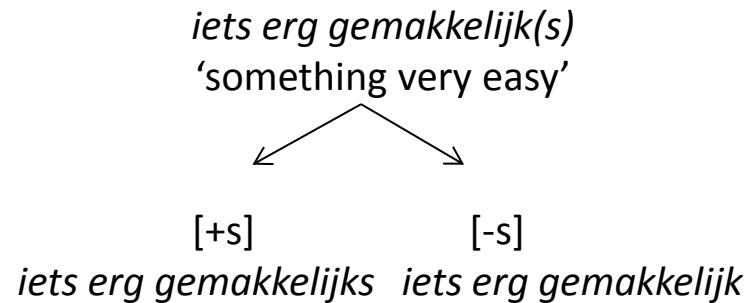 iets erg gemakkelijk(s)
‘something very easy’
[+s] [-s]
iets erg gemakkelijks iets erg gemakkelijk